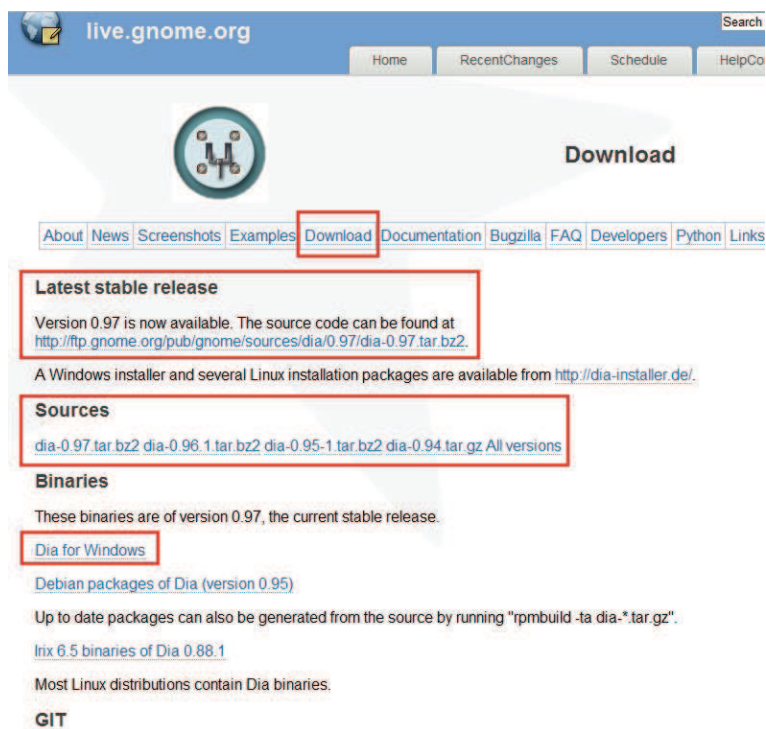 live.gnome.org
Search
Home RecentChanges Schedule
Download
About News Screenshots Examples Download Documentation Bugzilla FAQ Developers Python Links
Latest stable release
Version 0.97 is now available. The source code can be found at
http://ftp.gnome.org/pub/gnome/sources/dia/0.97/dia-0.97.tar.bz2.
A Windows installer and several Linux installation packages are available from http://dia-installer.de/.
Sources
dia-0.97.tar.bz2 dia-0.96.1.tar.bz2 dia-0.95-1.tar.bz2 dia-0.94.tar.gz All versions
Binaries
These binaries are of version 0.97, the current stable release.
Dia for Windows
Debian packages of Dia (version 0.95)
Up to date packages can also be generated from the source by running "rpmbuild -ta dia-*.tar.gz".
Irix 6.5 binaries of Dia 0.88.1
Most Linux distributions contain Dia binaries.
GIT